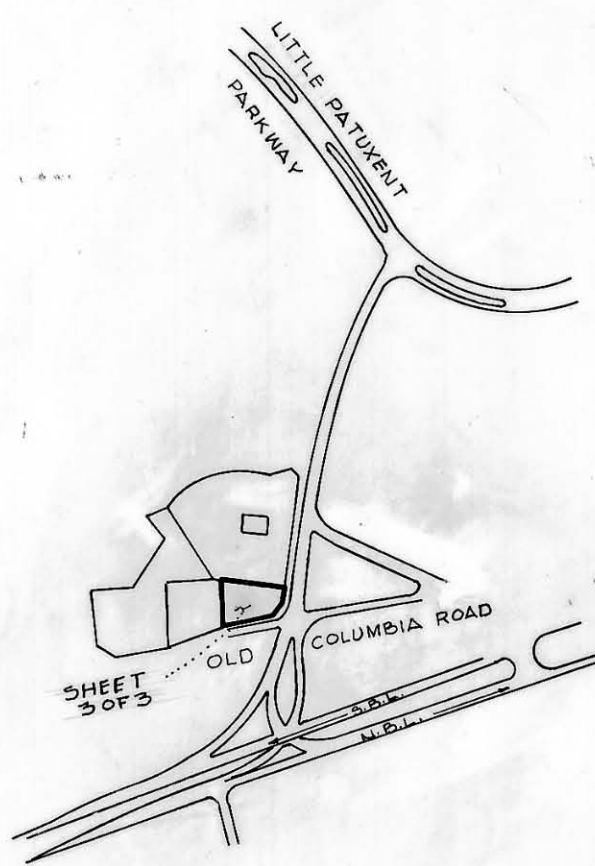 LITTLE PATUXENT
PARKWAY
OLD COLUMBIA ROAD
SHEET
3 OF 3
S.B.L.
N.B.L.